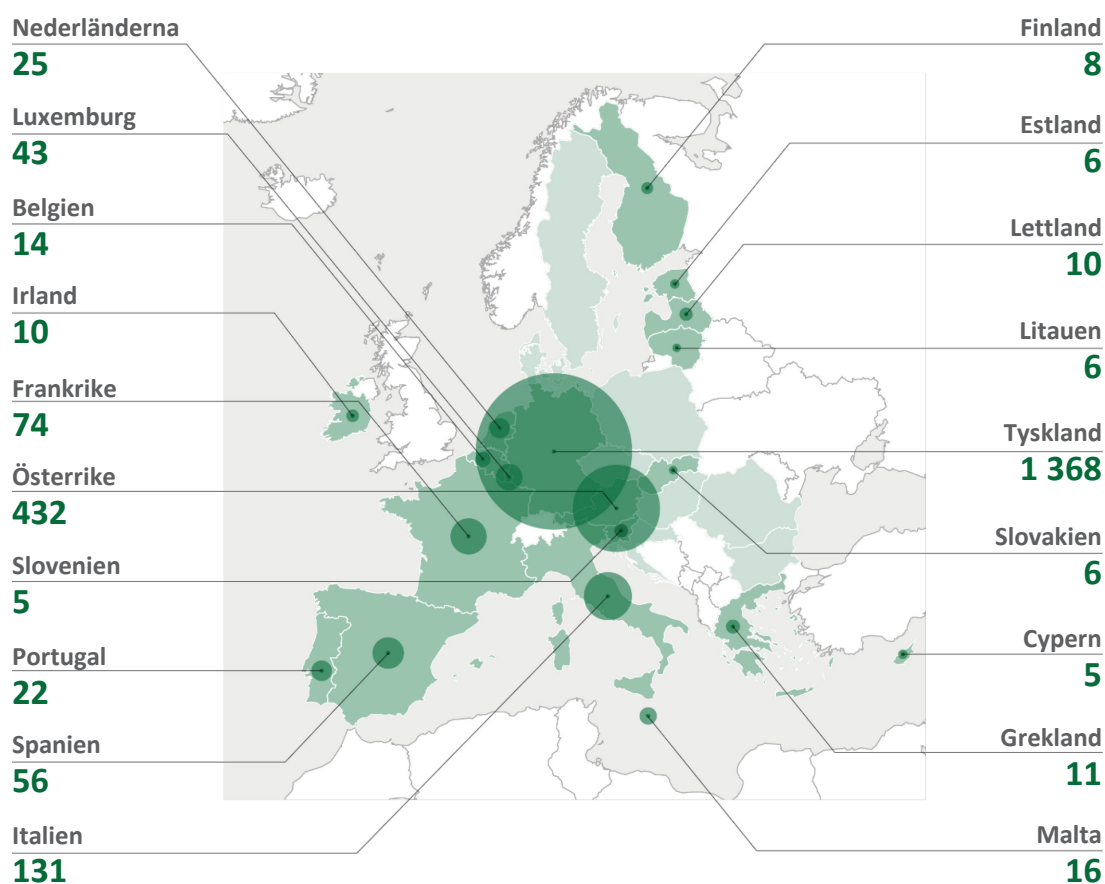 Nederländerna
25
Luxemburg
43
Belgien
14
Irland
10
Frankrike
74
Österrike
432
Slovenien
5
Portugal
22
Spanien
56
Italien
131
Finland
8
Estland
6
Lettland
10
Litauen
6
Tyskland
1 368
Slovakien
6
Cypern
5
Grekland
11
Malta
16